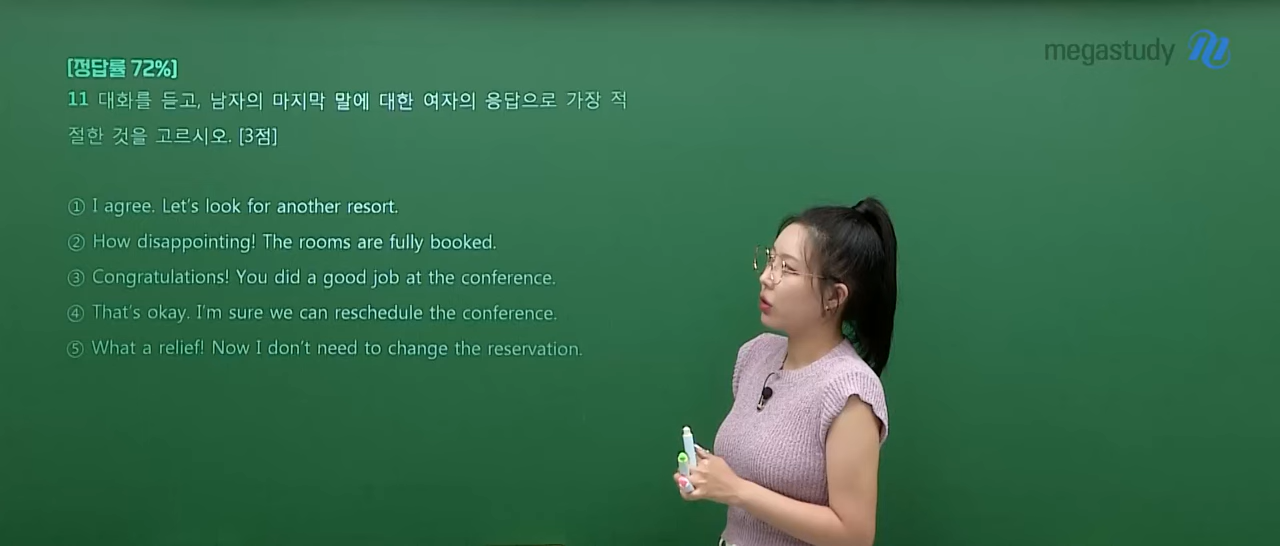 megastudy
[정답률 72%]
11 대화를 듣고, 남자의 마지막 말에 대한 여자의 응답으로 가장 적
절한 것을 고르시오. [3점]
① I agree. Let's look for another resort.
② How disappointing! The rooms are fully booked.
③ Congratulations! You did a good job at the conference.
④ That's okay. I'm sure we can reschedule the conference.
⑤ What a relief! Now I don't need to change the reservation.